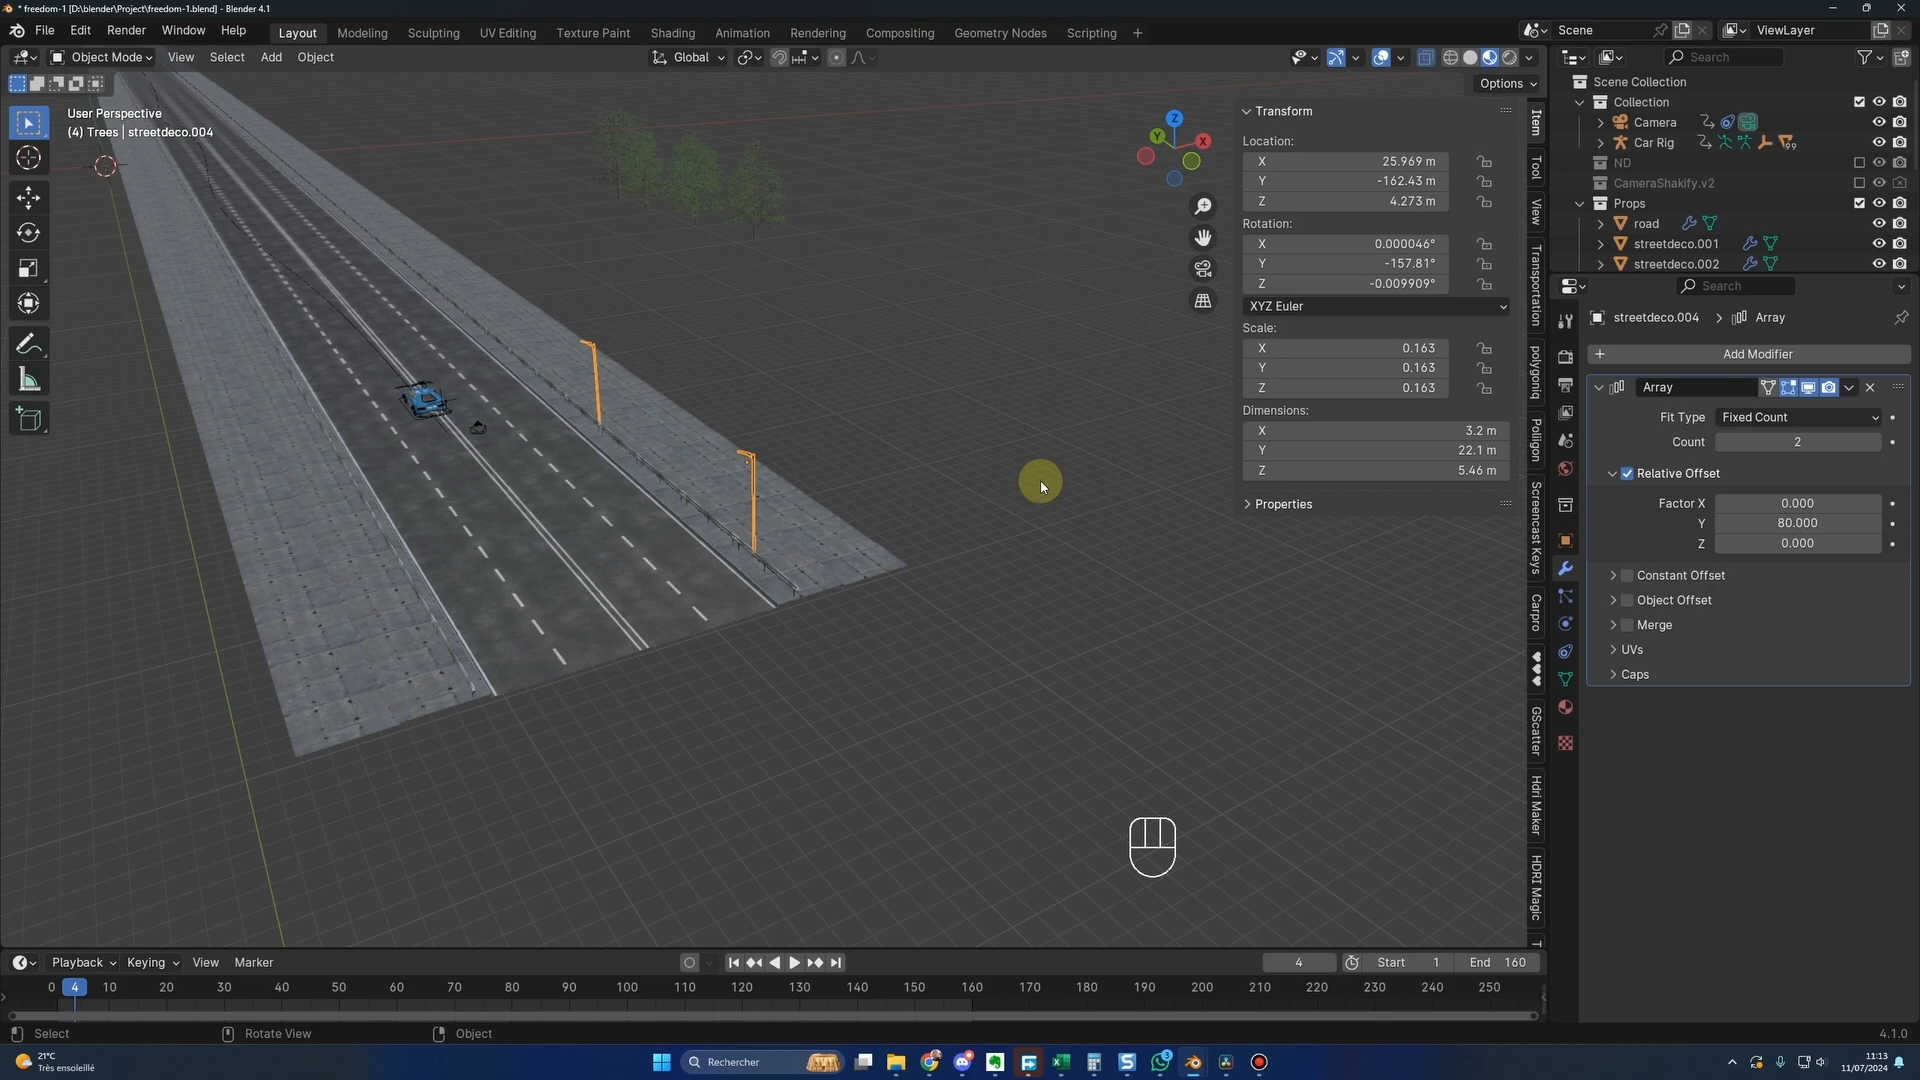 * freedom-1 [D:\blender\Project\freedom-1.blend] - Blender 4.1
File Edit Render Window Help Layout Modeling Sculpting UV Editing Texture Paint Shading Animation Rendering Compositing Geometry Nodes Scripting + Scene ViewLayer
Object Mode View Select Add Object Global Search
Options
User Perspective
(4) Trees | streetdeco.004
Z
Y
X
Transform
Location:
X 25.969 m
Y -162.43 m
Z 4.273 m
Rotation:
X 0.000046°
Y -157.81°
Z -0.009909°
XYZ Euler
Scale:
X 0.163
Y 0.163
Z 0.163
Dimensions:
X 3.2 m
Y 22.1 m
Z 5.46 m
Properties
Item
Tool
View
Transportation
polygoniq
Poliigon
Screencast Keys
Carpro
GScatter
Hdri Maker
HDRI Magic
T
Scene Collection
Collection
Camera
Car Rig 99
ND
CameraShakify.v2
Props
road
streetdeco.001
streetdeco.002
Search
streetdeco.004 > Array
+ Add Modifier
Array
Fit Type Fixed Count
Count 2
Relative Offset
Factor X 0.000
Y 80.000
Z 0.000
Constant Offset
Object Offset
Merge
UVs
Caps
Playback Keying View Marker 4 Start 1 End 160
0 4 10 20 30 40 50 60 70 80 90 100 110 120 130 140 150 160 170 180 190 200 210 220 230 240 250
Select Rotate View Object 4.1.0
21°C
Très ensoleillé
Rechercher
3
11:13
11/07/2024